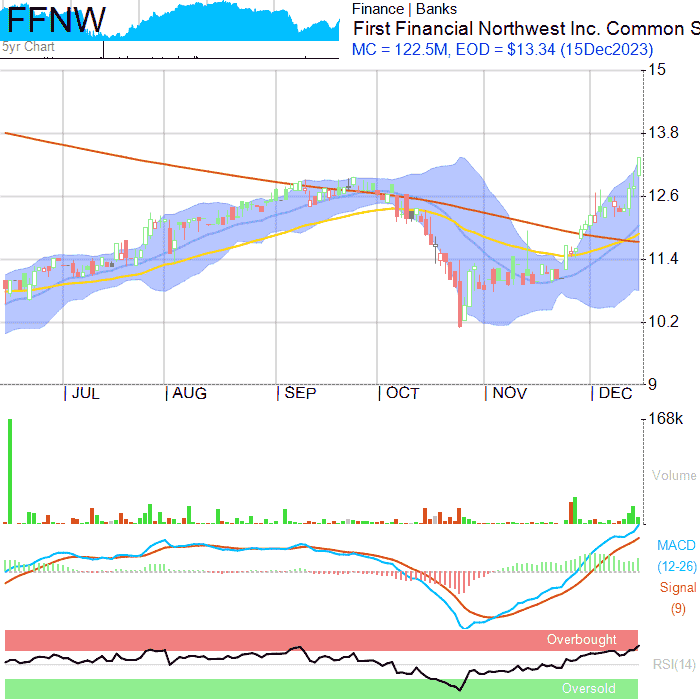 FFNW
5yr Chart
Finance | Banks
First Financial Northwest Inc. Common S
MC = 122.5M, EOD = $13.34 (15Dec2023)
15
13.8
12.6
11.4
10.2
9
JUL AUG SEP OCT NOV DEC
168k
Volume
MACD
(12-26)
Signal
(9)
Overbought
RSI(14)
Oversold